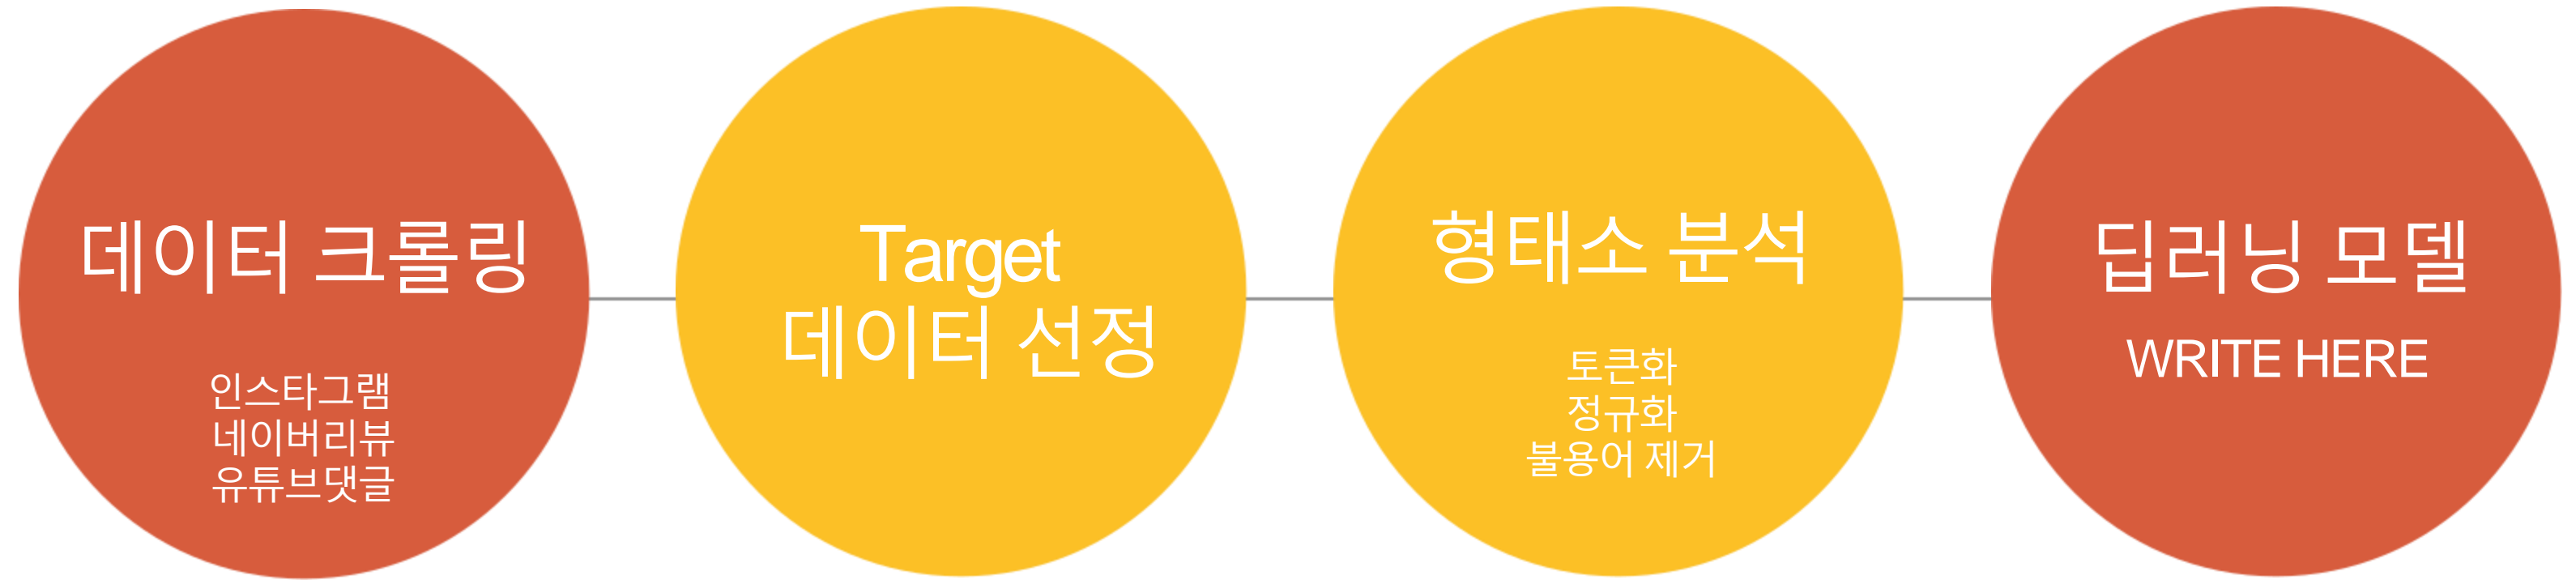 데이터 크롤링
인스타그램
네이버리뷰
유튜브댓글
Target
데이터 선정
형태소 분석
토큰화
정규화
불용어 제거
딥러닝 모델
WRITE HERE